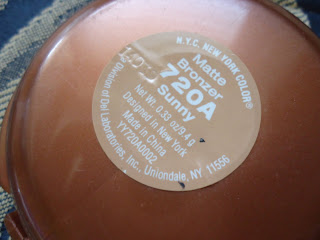 N.Y.C. NEW YORK COLOR®
Matte
Bronzer
720A
Sunny
Net Wt. 0.33 oz/9.4 g
Designed in New York
Made in China
YY720A0002
Division of Del Laboratories, Inc., Uniondale, NY 11556